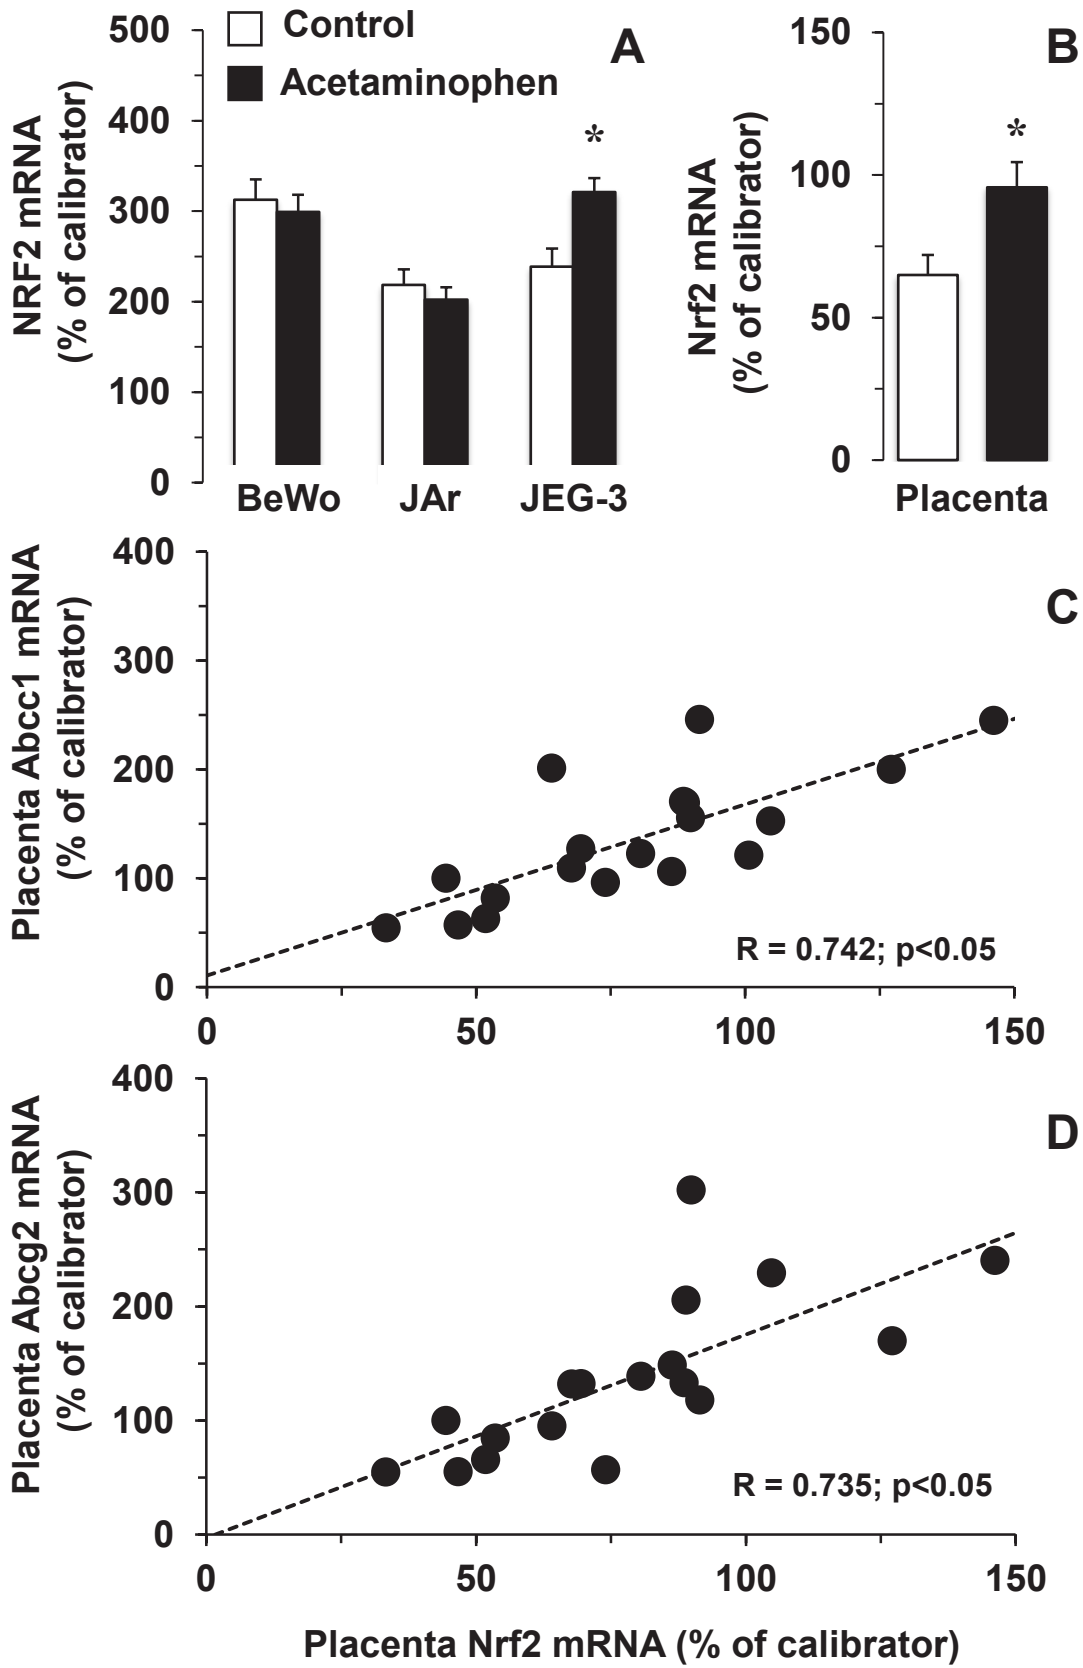 A
Control
Acetaminophen
NRF2 mRNA
(% of calibrator)
500
400
300
200
100
0
*
BeWo JAr JEG-3
B
Nrf2 mRNA
(% of calibrator)
150
100
50
0
*
Placenta
C
Placenta Abcc1 mRNA
(% of calibrator)
400
300
200
100
0
R = 0.742; p<0.05
0 50 100 150
D
Placenta Abcg2 mRNA
(% of calibrator)
400
300
200
100
0
R = 0.735; p<0.05
0 50 100 150
Placenta Nrf2 mRNA (% of calibrator)